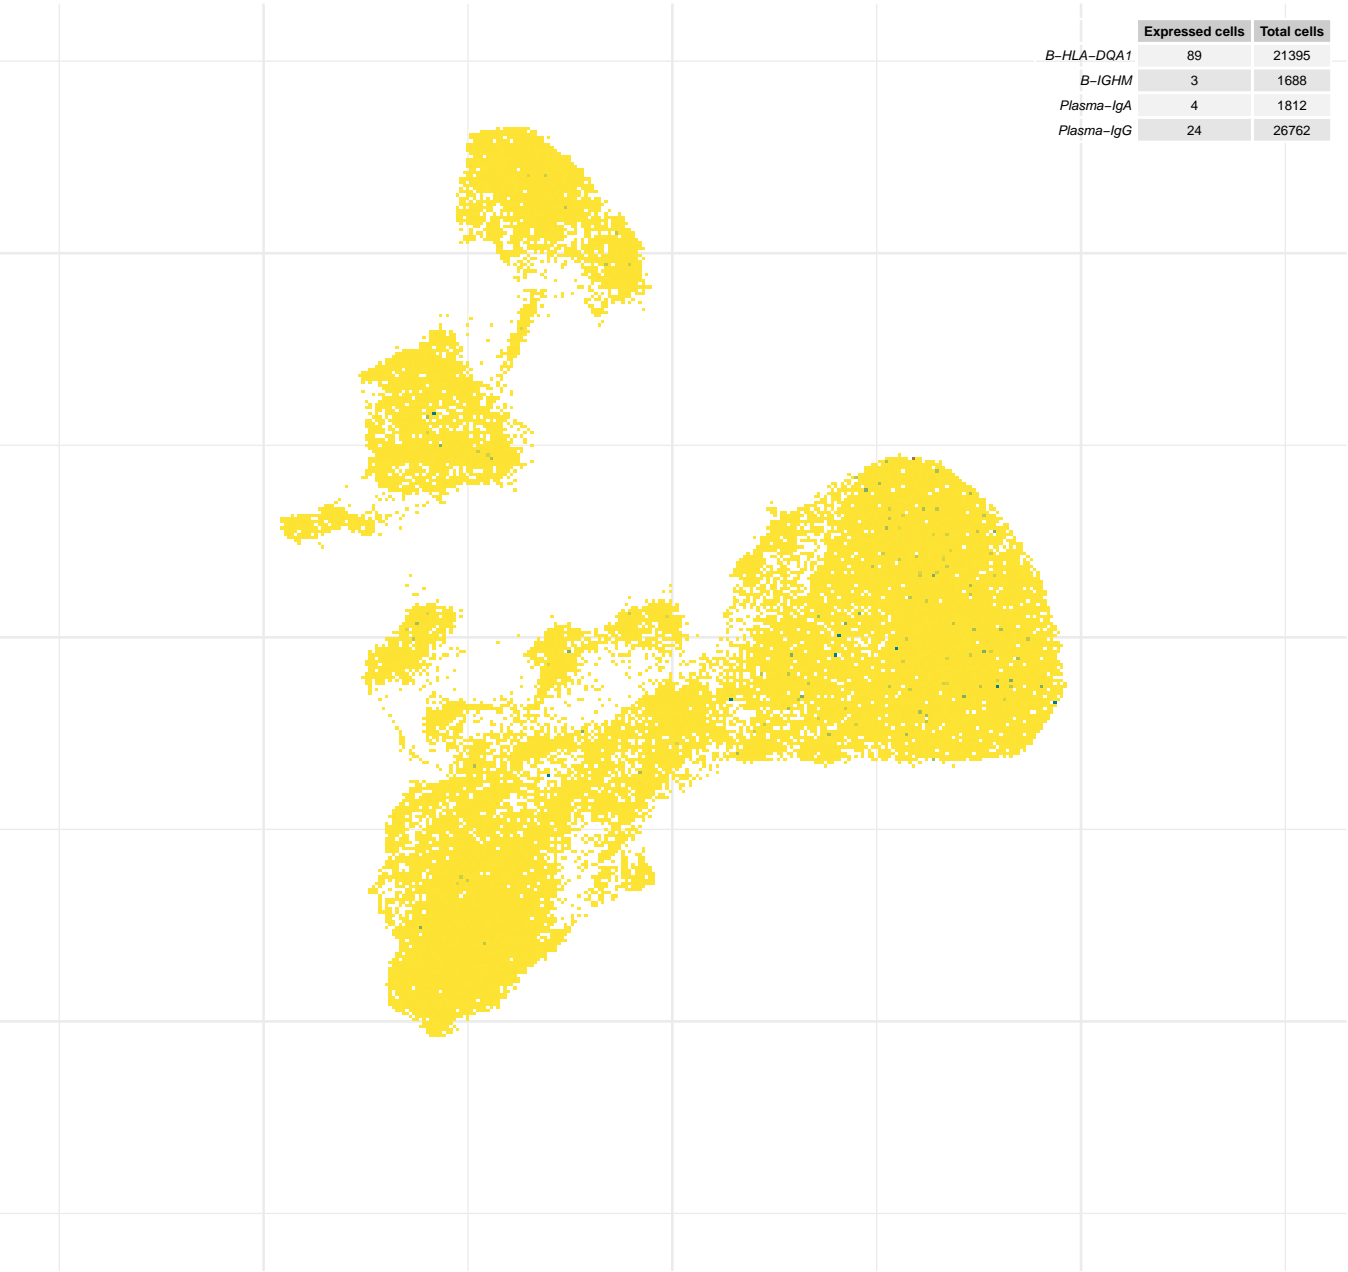 Expressed cells Total cells
B−HLA−DQA1 89 21395
B−IGHM 3 1688
Plasma−IgA 4 1812
Plasma−IgG 24 26762